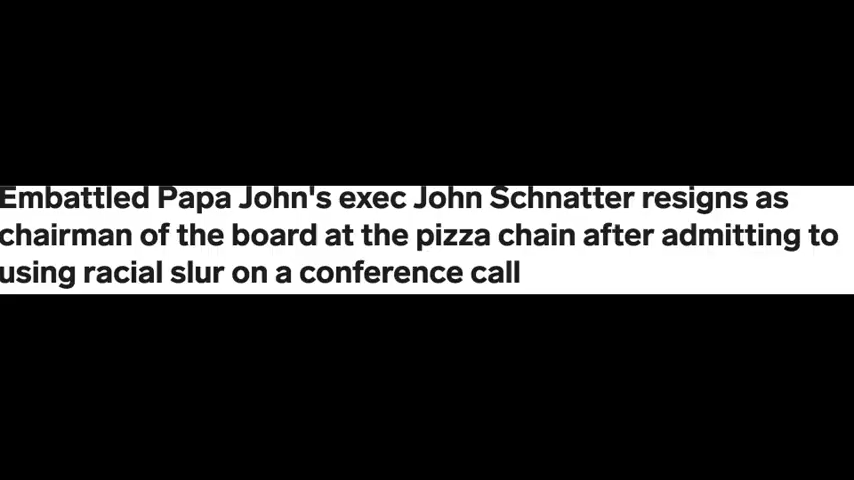 Embattled Papa John's exec John Schnatter resigns as
chairman of the board at the pizza chain after admitting to
using racial slur on a conference call